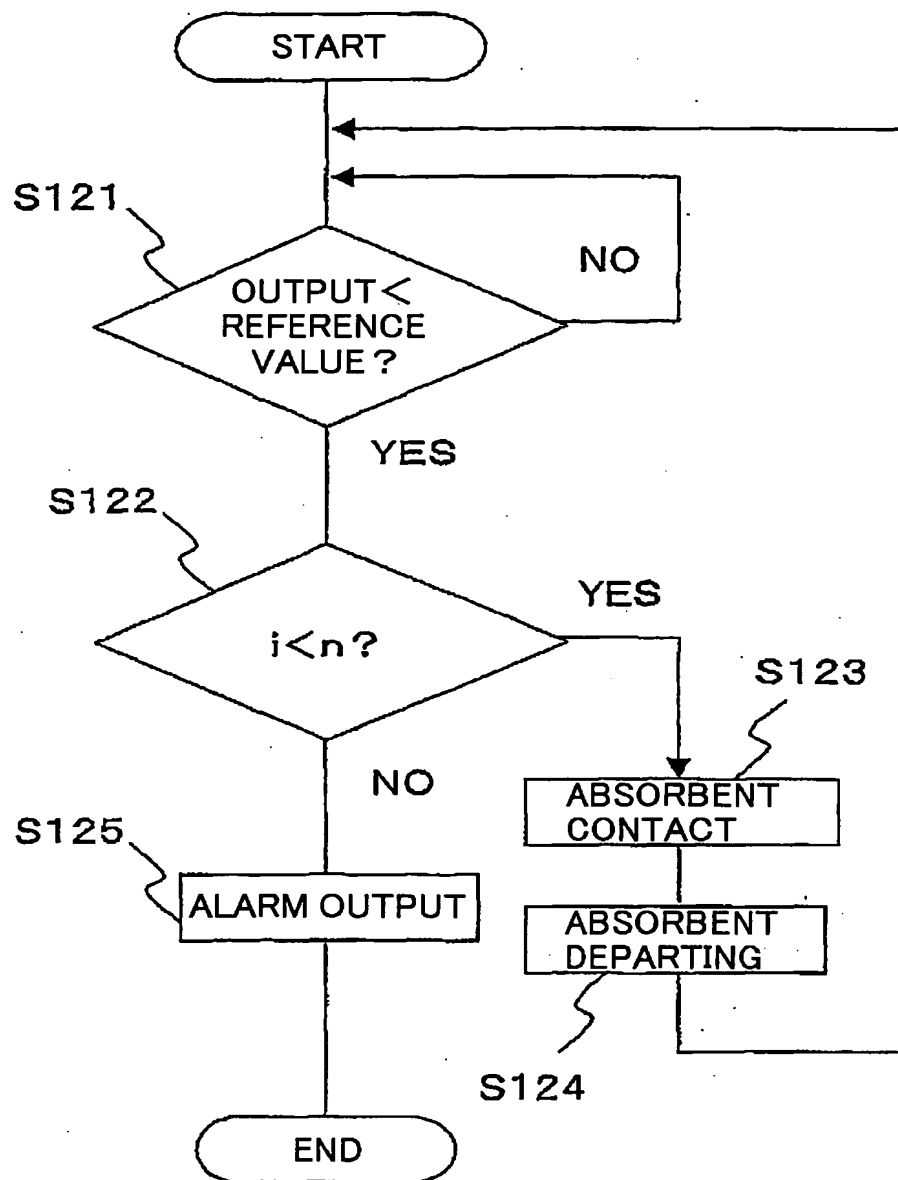 START
S121
NO
OUTPUT<
REFERENCE
VALUE?
YES
S122
YES
i<n?
S123
NO
ABSORBENT
CONTACT
S125
ALARM OUTPUT
ABSORBENT
DEPARTING
S124
END